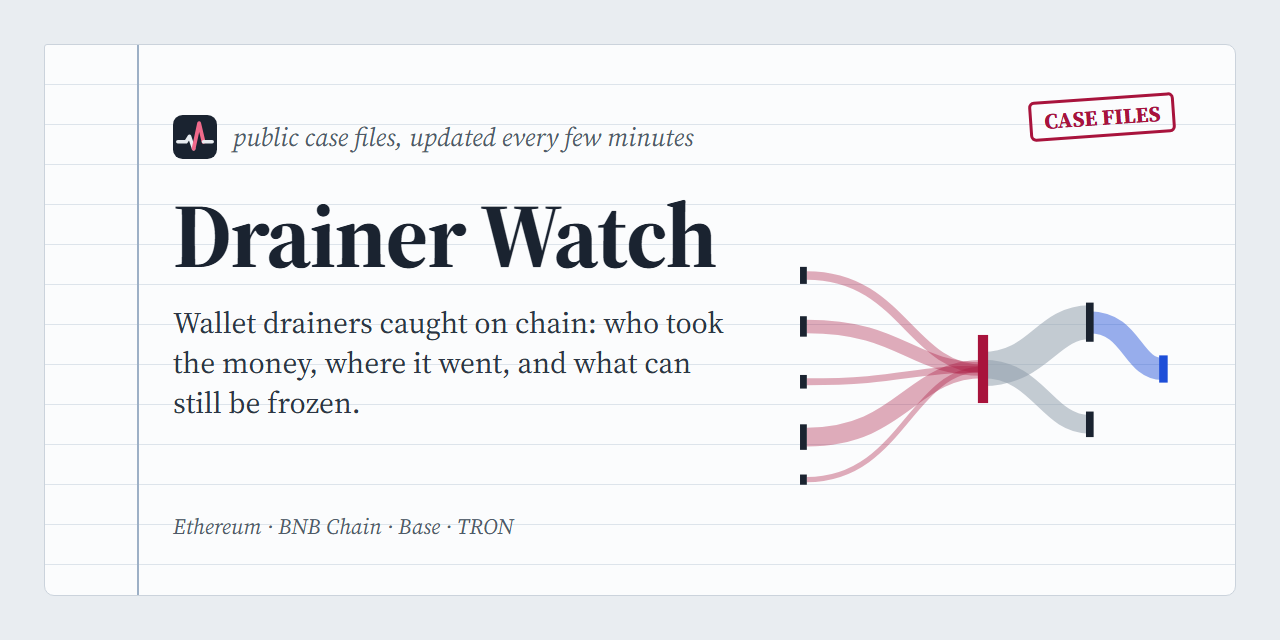 public case files, updated every few minutes
CASE FILES
Drainer Watch
Wallet drainers caught on chain: who took
the money, where it went, and what can
still be frozen.
Ethereum · BNB Chain · Base · TRON